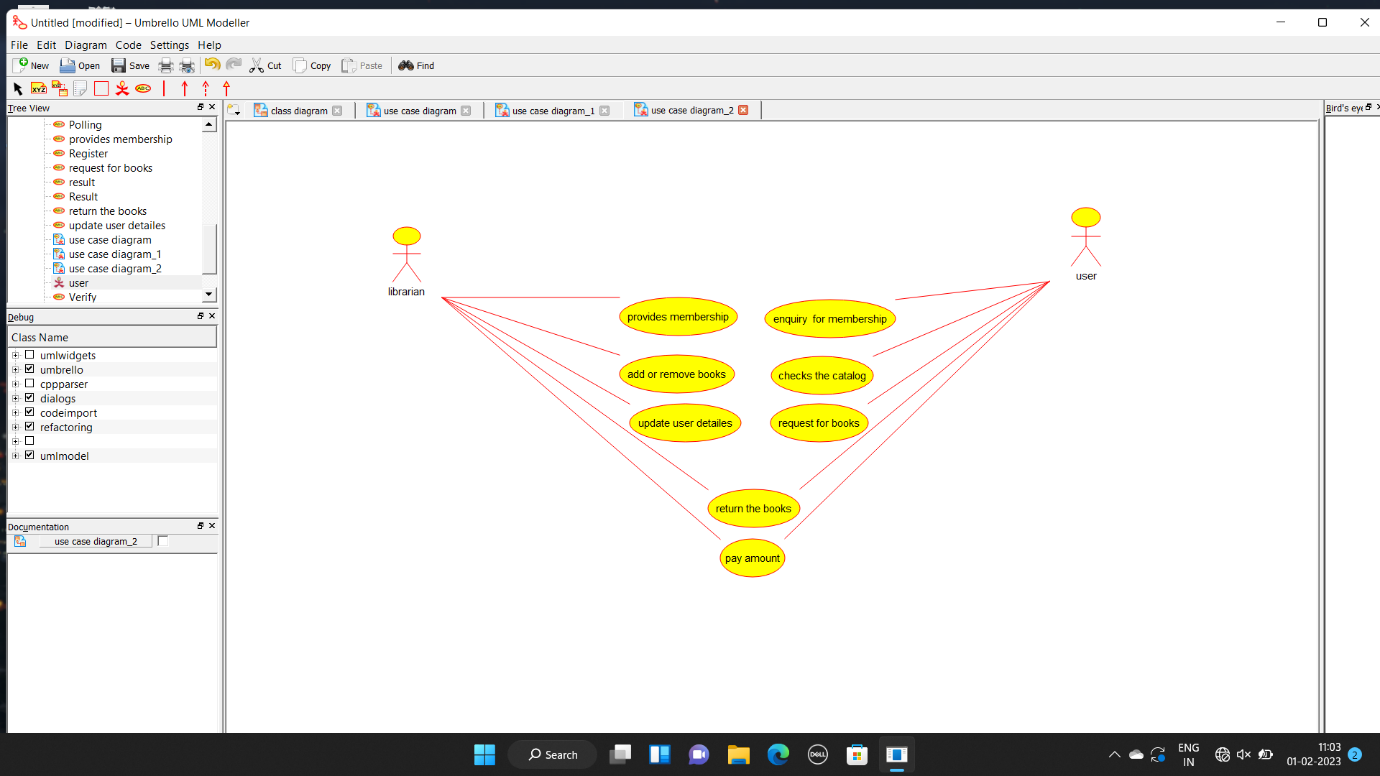 Untitled [modified] – Umbrello UML Modeller
File Edit Diagram Code Settings Help
New Open Save Cut Copy Paste Find
XYZ ABC
Tree View
class diagram use case diagram use case diagram_1 use case diagram_2
Bird's eye
Polling
provides membership
Register
request for books
result
Result
return the books
update user detailes
use case diagram
use case diagram_1
use case diagram_2
user
Verify
Debug
Class Name
umlwidgets
umbrello
cppparser
dialogs
codeimport
refactoring
umlmodel
Documentation
use case diagram_2
librarian
user
provides membership
enquiry for membership
add or remove books
checks the catalog
update user detailes
request for books
return the books
pay amount
Search
DELL
ENG
IN
11:03
01-02-2023
2